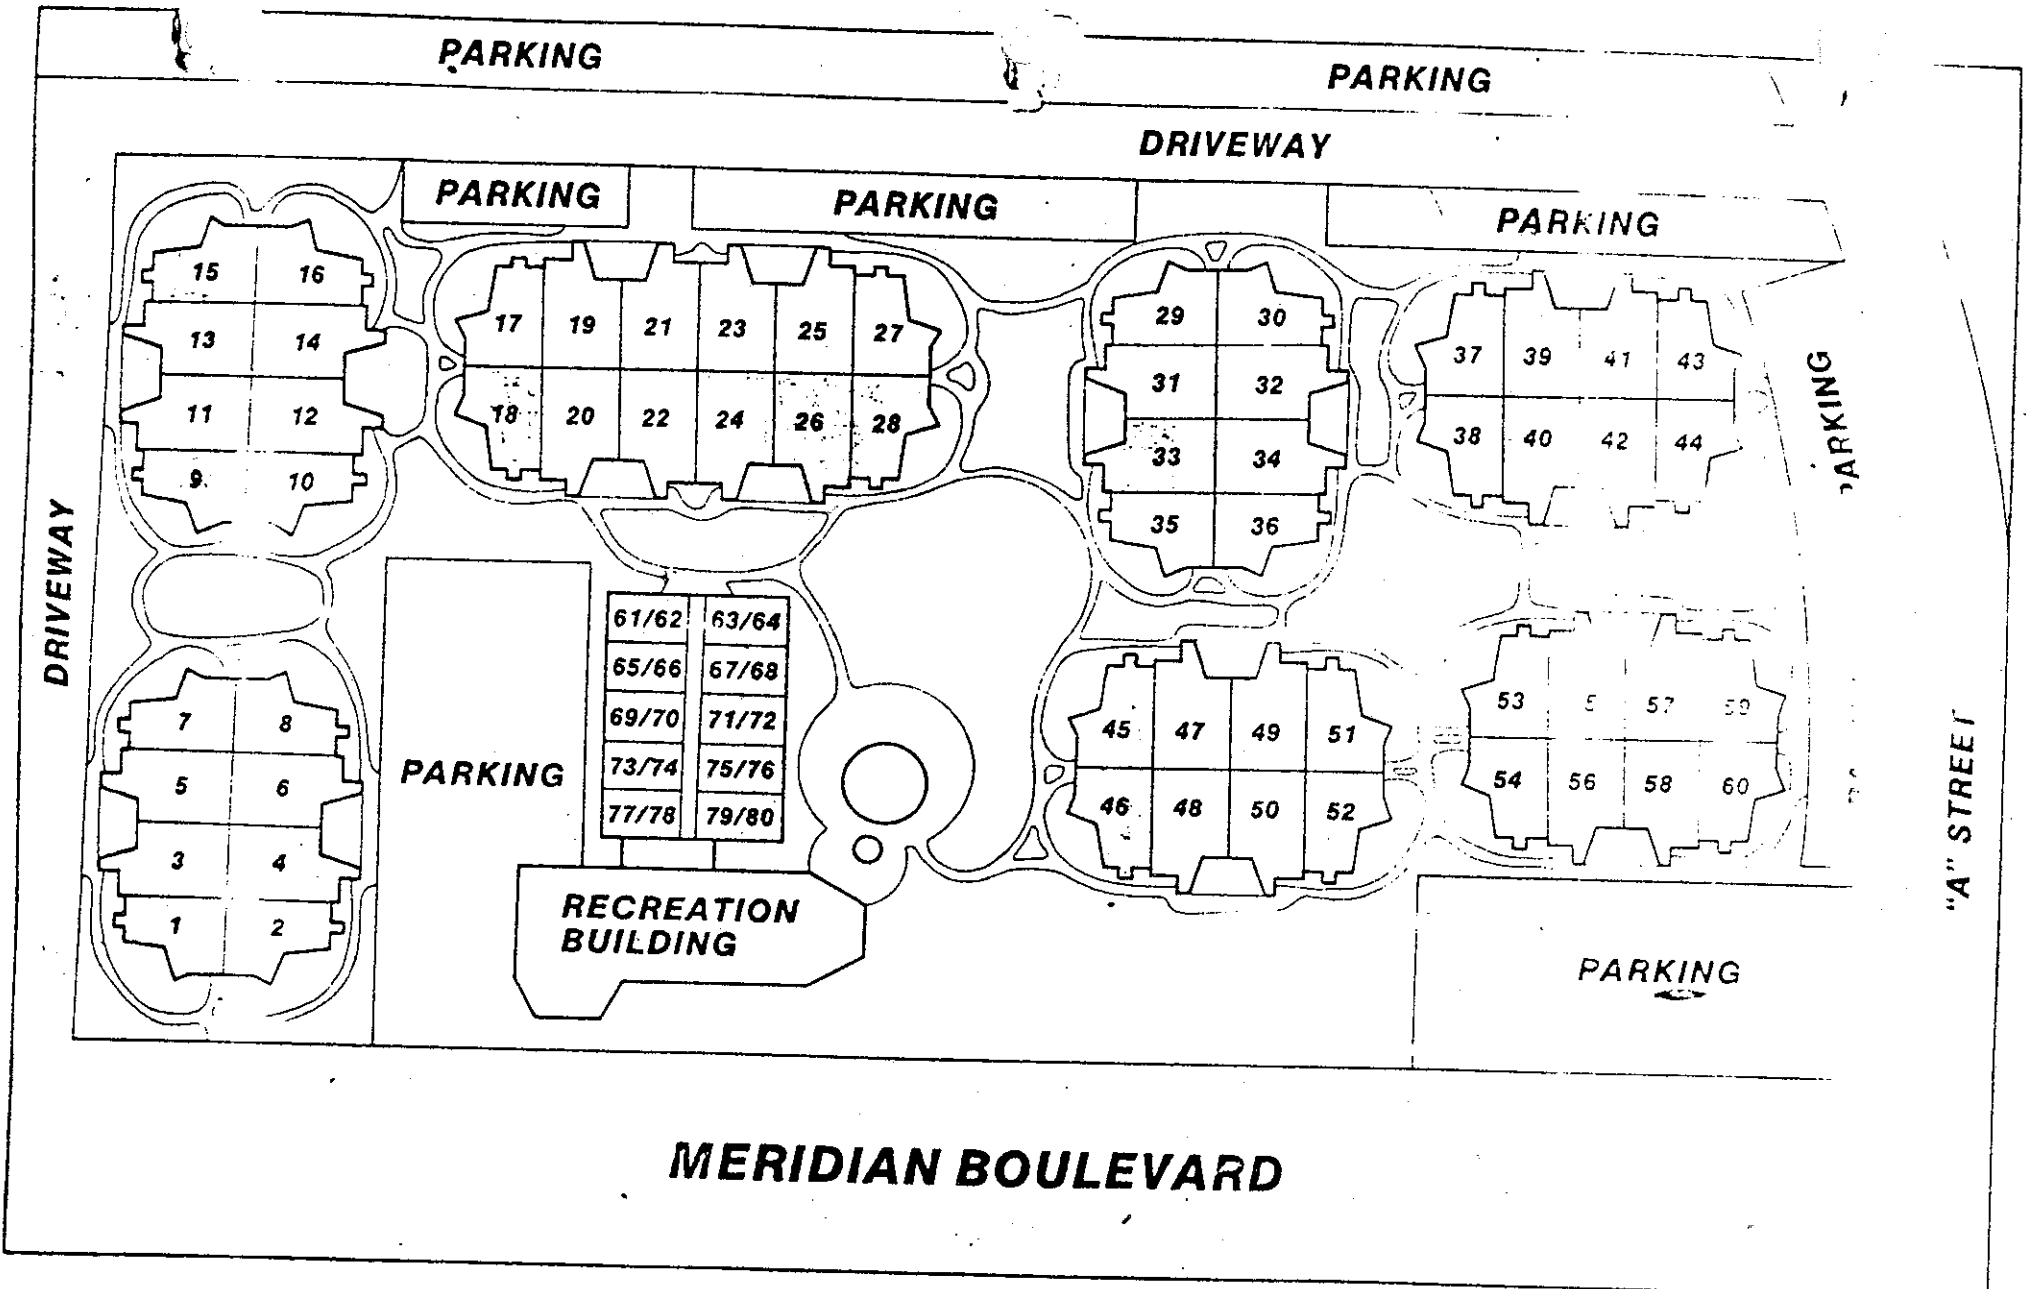 PARKING
PARKING
DRIVEWAY
PARKING
PARKING
PARKING
15 16
13 14
11 12
9 10
17 19 21 23 25 27
18 20 22 24 26 28
29 30
31 32
33 34
35 36
37 39 41 43
38 40 42 44
PARKING
DRIVEWAY
7 8
5 6
3 4
1 2
PARKING
61/62 63/64
65/66 67/68
69/70 71/72
73/74 75/76
77/78 79/80
RECREATION
BUILDING
45 47 49 51
46 48 50 52
53 57 59
54 56 58 60
PARKING
"A" STREET
MERIDIAN BOULEVARD